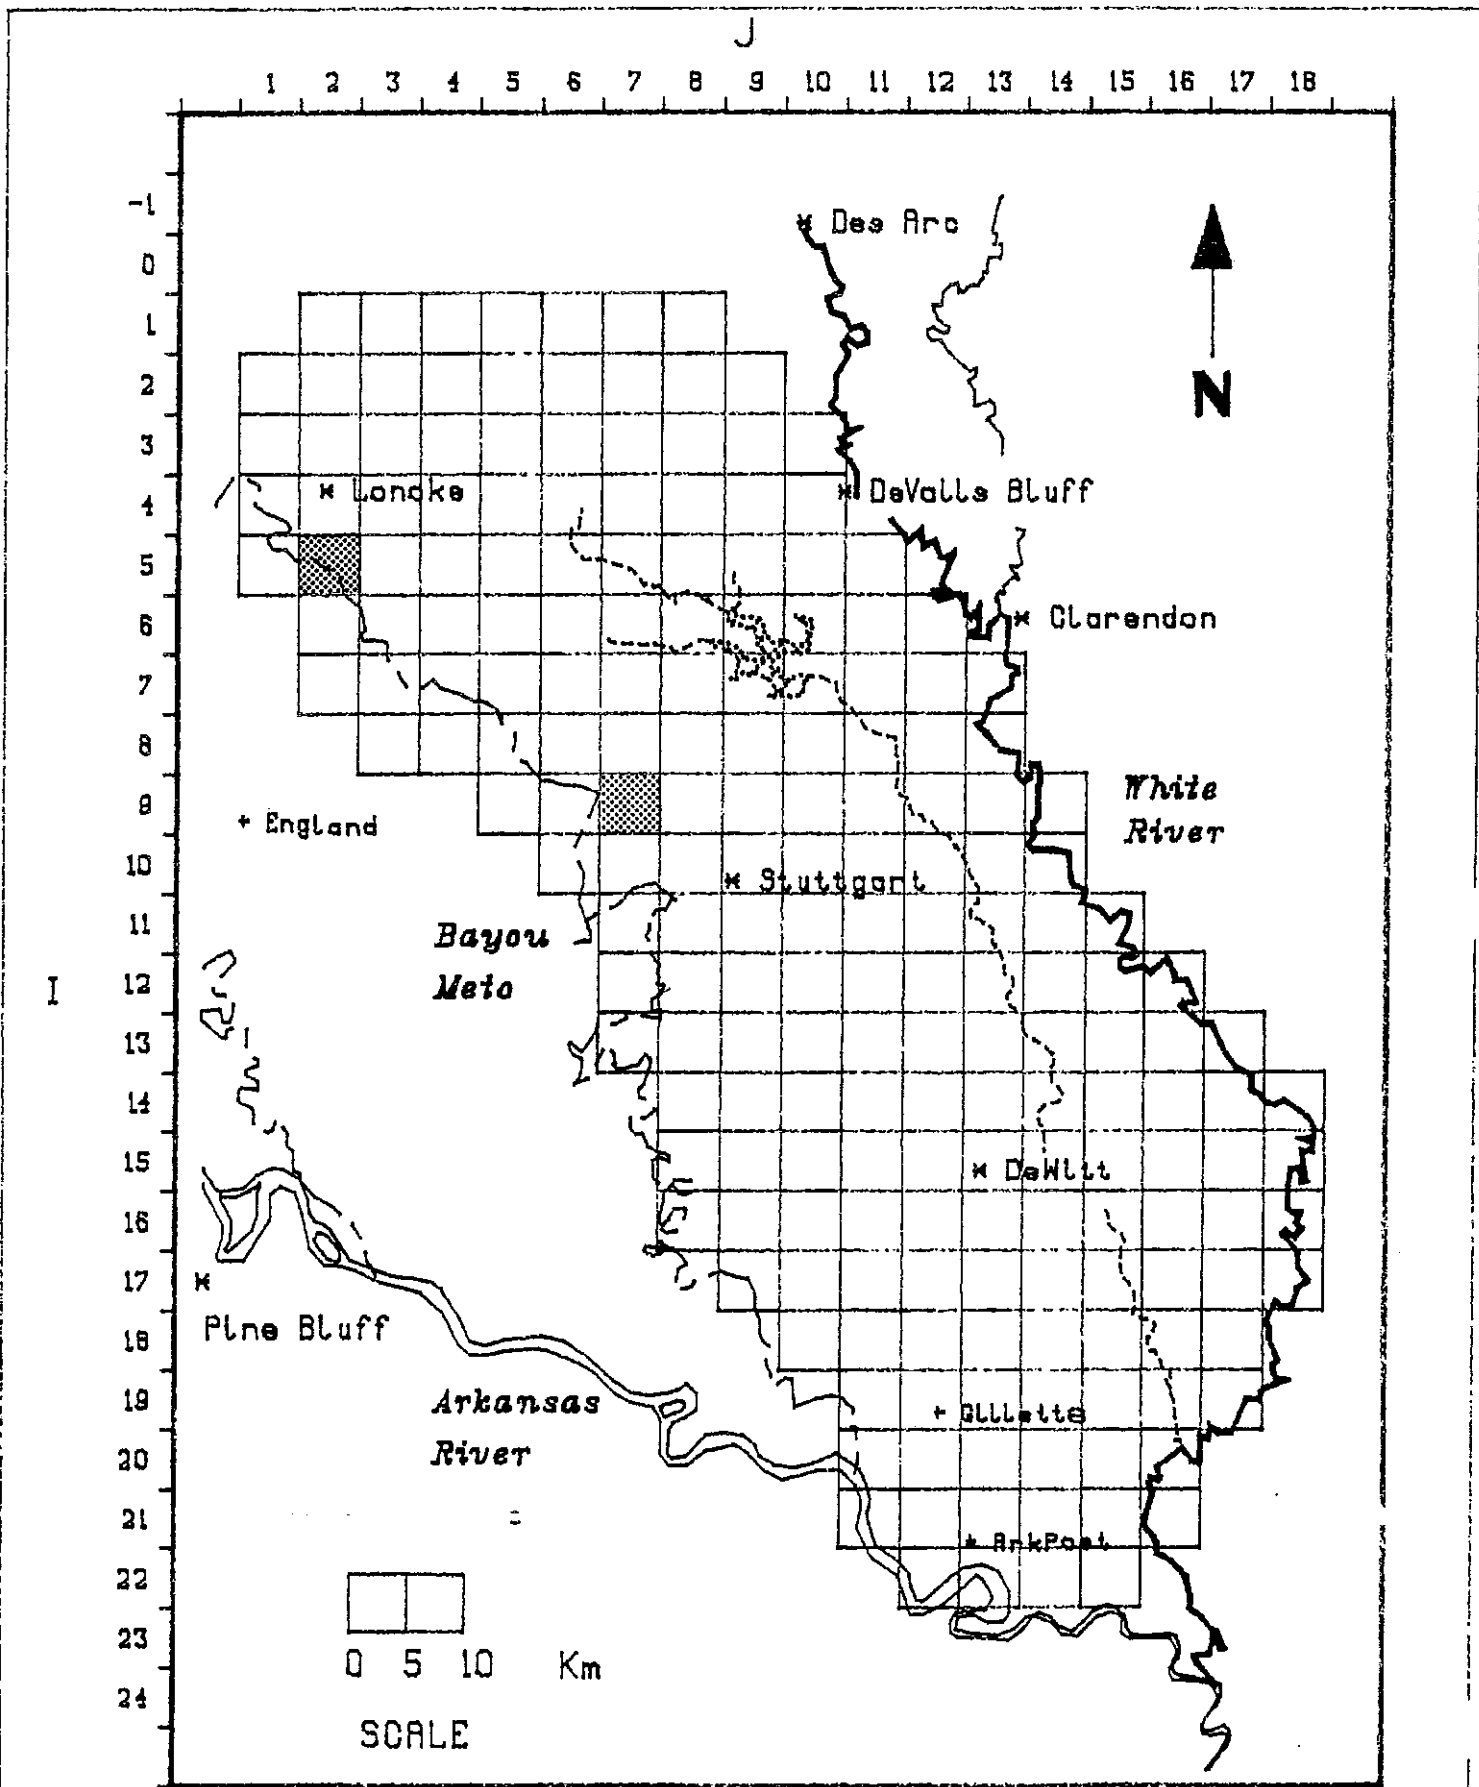 J
1 2 3 4 5 6 7 8 10 11 12 13 14 15 16 17 18
-1
Des Arc
0
1
2
N
3
4
Lonoke
DeValls Bluff
5
6
Clarendon
7
8
White
River
9
England
10
Stuttgart
11
Bayou
Meto
I
12
13
14
15
DeWitt
16
17
Pine Bluff
18
19
Arkansas
River
Gillette
20
21
ArkPost
22
23
0 5 10 Km
24
SCALE